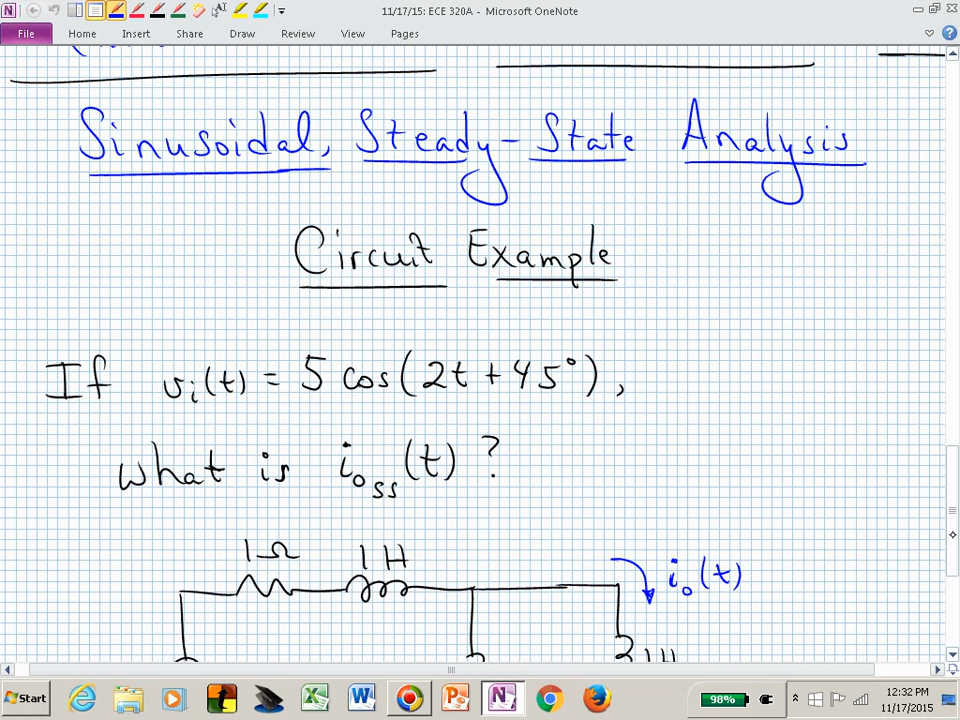 11/17/15: ECE 320A - Microsoft OneNote
File Home Insert Share Draw Review View Pages
Sinusoidal, Steady-State Analysis
Circuit Example
If vi(t) = 5 cos(2t + 45°),
what is ioss(t)?
1Ω 1H
io(t)
1H
Start 98% 12:32 PM
11/17/2015